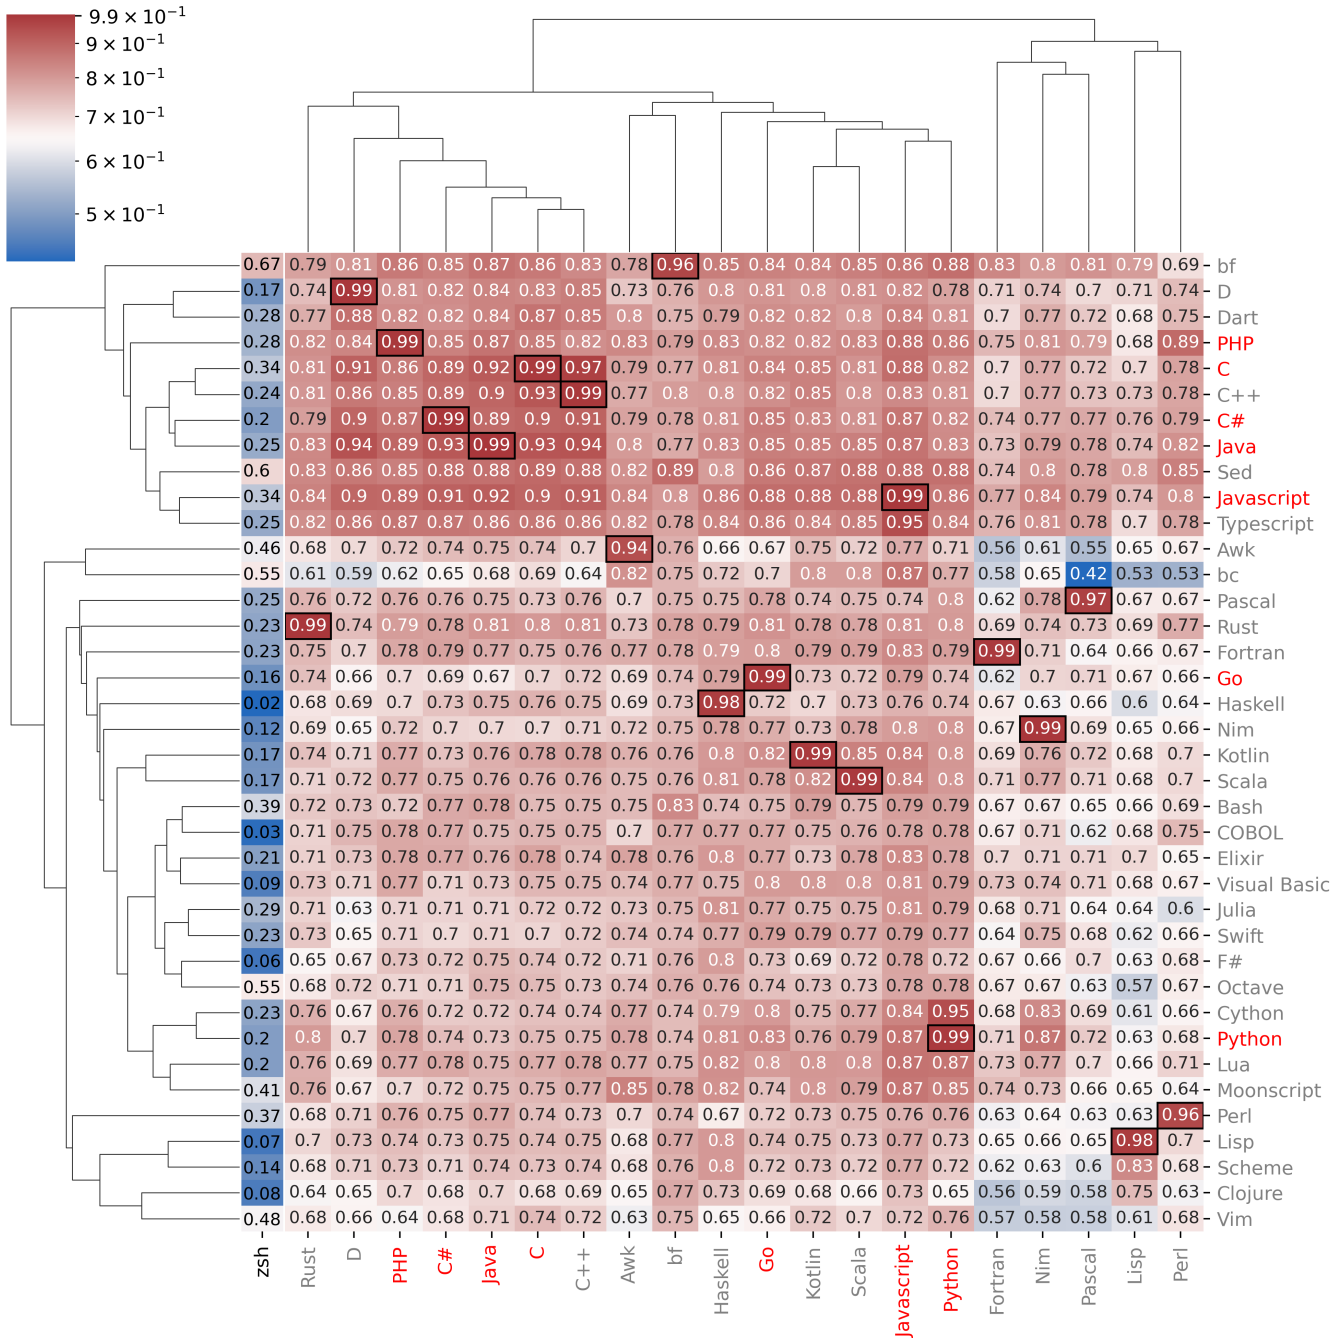 9.9 × 10⁻¹
9 × 10⁻¹
8 × 10⁻¹
7 × 10⁻¹
6 × 10⁻¹
5 × 10⁻¹
0.67 0.79 0.81 0.86 0.85 0.87 0.86 0.83 0.78 0.96 0.85 0.84 0.84 0.85 0.86 0.88 0.83 0.8 0.81 0.79 0.69 bf
0.17 0.74 0.99 0.81 0.82 0.84 0.83 0.85 0.73 0.76 0.8 0.81 0.8 0.81 0.82 0.78 0.71 0.74 0.7 0.71 0.74 D
0.28 0.77 0.88 0.82 0.82 0.84 0.87 0.85 0.8 0.75 0.79 0.82 0.82 0.8 0.84 0.81 0.7 0.77 0.72 0.68 0.75 Dart
0.28 0.82 0.84 0.99 0.85 0.87 0.85 0.82 0.83 0.79 0.83 0.82 0.82 0.83 0.88 0.86 0.75 0.81 0.79 0.68 0.89 PHP
0.34 0.81 0.91 0.86 0.89 0.92 0.99 0.97 0.79 0.77 0.81 0.84 0.85 0.81 0.88 0.82 0.7 0.77 0.72 0.7 0.78 C
0.24 0.81 0.86 0.85 0.89 0.9 0.93 0.99 0.77 0.8 0.8 0.82 0.85 0.8 0.83 0.81 0.7 0.77 0.73 0.73 0.78 C++
0.2 0.79 0.9 0.87 0.99 0.89 0.9 0.91 0.79 0.78 0.81 0.85 0.83 0.81 0.87 0.82 0.74 0.77 0.77 0.76 0.79 C#
0.25 0.83 0.94 0.89 0.93 0.99 0.93 0.94 0.8 0.77 0.83 0.85 0.85 0.85 0.87 0.83 0.73 0.79 0.78 0.74 0.82 Java
0.6 0.83 0.86 0.85 0.88 0.88 0.89 0.88 0.82 0.89 0.8 0.86 0.87 0.88 0.88 0.88 0.74 0.8 0.78 0.8 0.85 Sed
0.34 0.84 0.9 0.89 0.91 0.92 0.9 0.91 0.84 0.8 0.86 0.88 0.88 0.88 0.99 0.86 0.77 0.84 0.79 0.74 0.8 Javascript
0.25 0.82 0.86 0.87 0.87 0.86 0.86 0.86 0.82 0.78 0.84 0.86 0.84 0.85 0.95 0.84 0.76 0.81 0.78 0.7 0.78 Typescript
0.46 0.68 0.7 0.72 0.74 0.75 0.74 0.7 0.94 0.76 0.66 0.67 0.75 0.72 0.77 0.71 0.56 0.61 0.55 0.65 0.67 Awk
0.55 0.61 0.59 0.62 0.65 0.68 0.69 0.64 0.82 0.75 0.72 0.7 0.8 0.8 0.87 0.77 0.58 0.65 0.42 0.53 0.53 bc
0.25 0.76 0.72 0.76 0.76 0.75 0.73 0.76 0.7 0.75 0.75 0.78 0.74 0.75 0.74 0.8 0.62 0.78 0.97 0.67 0.67 Pascal
0.23 0.99 0.74 0.79 0.78 0.81 0.8 0.81 0.73 0.78 0.79 0.81 0.78 0.78 0.81 0.8 0.69 0.74 0.73 0.69 0.77 Rust
0.23 0.75 0.7 0.78 0.79 0.77 0.75 0.76 0.77 0.78 0.79 0.8 0.79 0.79 0.83 0.79 0.99 0.71 0.64 0.66 0.67 Fortran
0.16 0.74 0.66 0.7 0.69 0.67 0.7 0.72 0.69 0.74 0.79 0.99 0.73 0.72 0.79 0.74 0.62 0.7 0.71 0.67 0.66 Go
0.02 0.68 0.69 0.7 0.73 0.75 0.76 0.75 0.69 0.73 0.98 0.72 0.7 0.73 0.76 0.74 0.67 0.63 0.66 0.6 0.64 Haskell
0.12 0.69 0.65 0.72 0.7 0.7 0.7 0.71 0.72 0.75 0.78 0.77 0.73 0.78 0.8 0.8 0.67 0.99 0.69 0.65 0.66 Nim
0.17 0.74 0.71 0.77 0.73 0.76 0.78 0.78 0.76 0.76 0.8 0.82 0.99 0.85 0.84 0.8 0.69 0.76 0.72 0.68 0.7 Kotlin
0.17 0.71 0.72 0.77 0.75 0.76 0.76 0.76 0.75 0.76 0.81 0.78 0.82 0.99 0.84 0.8 0.71 0.77 0.71 0.68 0.7 Scala
0.39 0.72 0.73 0.72 0.77 0.78 0.75 0.75 0.75 0.83 0.74 0.75 0.79 0.75 0.79 0.79 0.67 0.67 0.65 0.66 0.69 Bash
0.03 0.71 0.75 0.78 0.77 0.75 0.75 0.75 0.7 0.77 0.77 0.77 0.75 0.76 0.78 0.78 0.67 0.71 0.62 0.68 0.75 COBOL
0.21 0.71 0.73 0.78 0.77 0.76 0.78 0.74 0.78 0.76 0.8 0.77 0.73 0.78 0.83 0.78 0.7 0.71 0.71 0.7 0.65 Elixir
0.09 0.73 0.71 0.77 0.71 0.73 0.75 0.75 0.74 0.77 0.75 0.8 0.8 0.8 0.81 0.79 0.73 0.74 0.71 0.68 0.67 Visual Basic
0.29 0.71 0.63 0.71 0.71 0.71 0.72 0.72 0.73 0.75 0.81 0.77 0.75 0.75 0.81 0.79 0.68 0.71 0.64 0.64 0.6 Julia
0.23 0.73 0.65 0.71 0.7 0.71 0.7 0.72 0.74 0.74 0.77 0.79 0.79 0.77 0.79 0.77 0.64 0.75 0.68 0.62 0.66 Swift
0.06 0.65 0.67 0.73 0.72 0.75 0.74 0.72 0.71 0.76 0.8 0.73 0.69 0.72 0.78 0.72 0.67 0.66 0.7 0.63 0.68 F#
0.55 0.68 0.72 0.71 0.71 0.75 0.75 0.73 0.74 0.76 0.76 0.74 0.73 0.73 0.78 0.78 0.67 0.67 0.63 0.57 0.67 Octave
0.23 0.76 0.67 0.76 0.72 0.72 0.74 0.74 0.77 0.74 0.79 0.8 0.75 0.77 0.84 0.95 0.68 0.83 0.69 0.61 0.66 Cython
0.2 0.8 0.7 0.78 0.74 0.73 0.75 0.75 0.78 0.74 0.81 0.83 0.76 0.79 0.87 0.99 0.71 0.87 0.72 0.63 0.68 Python
0.2 0.76 0.69 0.77 0.78 0.75 0.77 0.78 0.77 0.75 0.82 0.8 0.8 0.8 0.87 0.87 0.73 0.77 0.7 0.66 0.71 Lua
0.41 0.76 0.67 0.7 0.72 0.75 0.75 0.77 0.85 0.78 0.82 0.74 0.8 0.79 0.87 0.85 0.74 0.73 0.66 0.65 0.64 Moonscript
0.37 0.68 0.71 0.76 0.75 0.77 0.74 0.73 0.7 0.74 0.67 0.72 0.73 0.75 0.76 0.76 0.63 0.64 0.63 0.63 0.96 Perl
0.07 0.7 0.73 0.74 0.73 0.75 0.74 0.75 0.68 0.77 0.8 0.74 0.75 0.73 0.77 0.73 0.65 0.66 0.65 0.98 0.7 Lisp
0.14 0.68 0.71 0.73 0.71 0.74 0.73 0.74 0.68 0.76 0.8 0.72 0.73 0.72 0.77 0.72 0.62 0.63 0.6 0.83 0.68 Scheme
0.08 0.64 0.65 0.7 0.68 0.7 0.68 0.69 0.65 0.77 0.73 0.69 0.68 0.66 0.73 0.65 0.56 0.59 0.58 0.75 0.63 Clojure
0.48 0.68 0.66 0.64 0.68 0.71 0.74 0.72 0.63 0.75 0.65 0.66 0.72 0.7 0.72 0.76 0.57 0.58 0.58 0.61 0.68 Vim
zsh Rust D PHP C# Java C C++ Awk bf Haskell Go Kotlin Scala Javascript Python Fortran Nim Pascal Lisp Perl